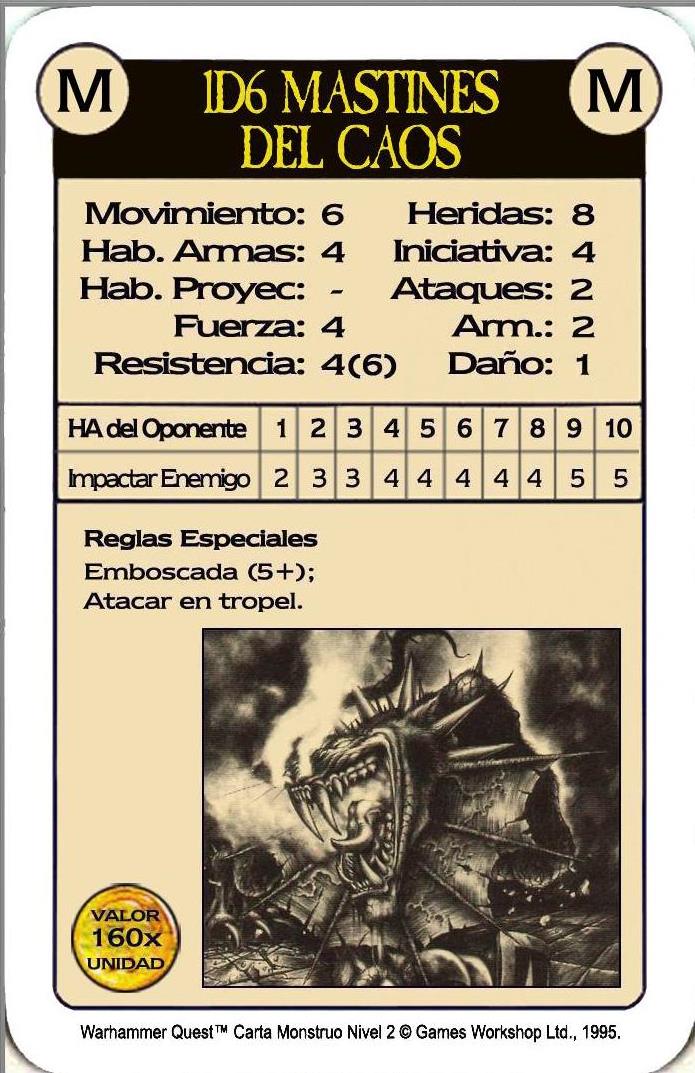 M
1D6 MASTINES
DEL CAOS
M
Movimiento: 6 Heridas: 8
Hab. Armas: 4 Iniciativa: 4
Hab. Proyec: - Ataques: 2
Fuerza: 4 Arm.: 2
Resistencia: 4(6) Daño: 1
HA del Oponente 1 2 3 4 5 6 7 8 9 10
Impactar Enemigo 2 3 3 4 4 4 4 4 5 5
Reglas Especiales
Emboscada (5+);
Atacar en tropel.
VALOR
160x
UNIDAD
Warhammer Quest™ Carta Monstruo Nivel 2 © Games Workshop Ltd., 1995.